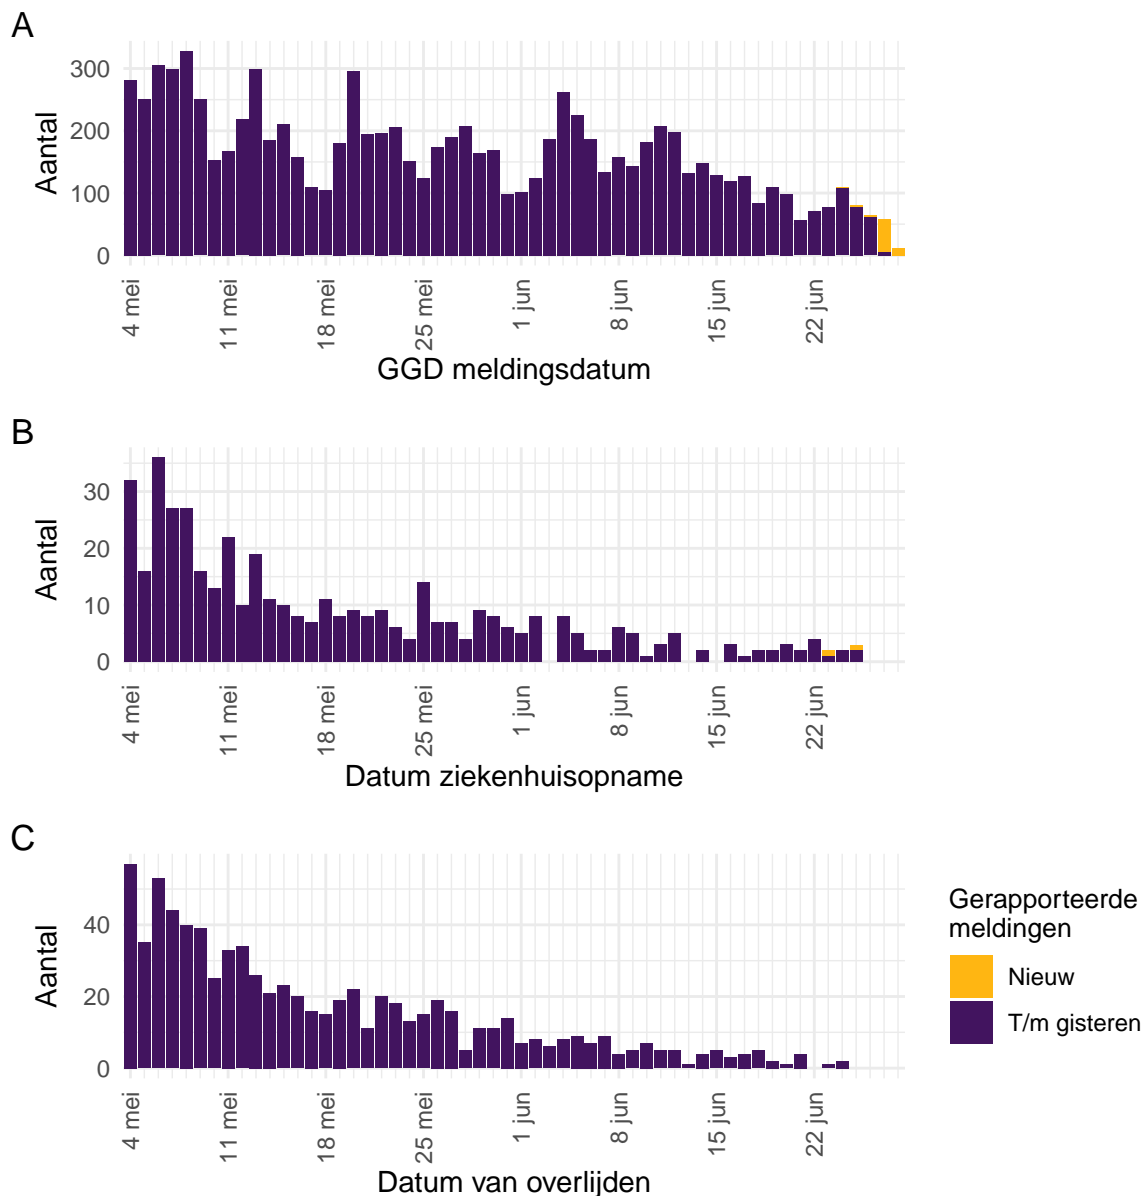 A
Aantal
300
200
100
0
4 mei
11 mei
18 mei
25 mei
1 jun
8 jun
15 jun
22 jun
GGD meldingsdatum
B
Aantal
30
20
10
0
4 mei
11 mei
18 mei
25 mei
1 jun
8 jun
15 jun
22 jun
Datum ziekenhuisopname
C
Aantal
40
20
0
4 mei
11 mei
18 mei
25 mei
1 jun
8 jun
15 jun
22 jun
Datum van overlijden
Gerapporteerde
meldingen
Nieuw
T/m gisteren